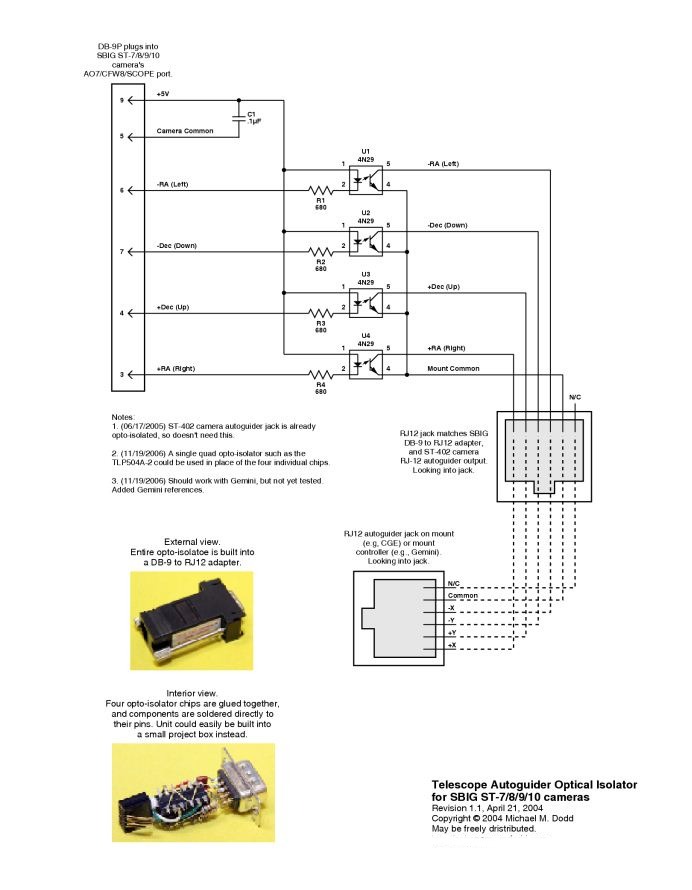 DB-9P plugs into
SBIG ST-7/8/9/10
camera's
AO7/CFW8/SCOPE port.
9 +5V
C1
.1µF
5 Camera Common
U1
4N29
1 5 -RA (Left)
6 -RA (Left) 2 4
R1
680
U2
4N29
1 5 -Dec (Down)
7 -Dec (Down) 2 4
R2
680
U3
4N29
1 5 +Dec (Up)
4 +Dec (Up) 2 4
R3
680
U4
4N29
1 5 +RA (Right)
3 +RA (Right) 2 4 Mount Common
R4
680
N/C
Notes:
1. (06/17/2005) ST-402 camera autoguider jack is already
opto-isolated, so doesn't need this.
2. (11/19/2006) A single quad opto-isolator such as the
TLP504A-2 could be used in place of the four individual chips.
3. (11/19/2006) Should work with Gemini, but not yet tested.
Added Gemini references.
RJ12 jack matches SBIG
DB-9 to RJ12 adapter,
and ST-402 camera
RJ-12 autoguider output.
Looking into jack.
RJ12 autoguider jack on mount
(e.g, CGE) or mount
controller (e.g., Gemini).
Looking into jack.
N/C
Common
-X
-Y
+Y
+X
External view.
Entire opto-isolatoe is built into
a DB-9 to RJ12 adapter.
Interior view.
Four opto-isolator chips are glued together,
and components are soldered directly to
their pins. Unit could easily be built into
a small project box instead.
Telescope Autoguider Optical Isolator
for SBIG ST-7/8/9/10 cameras
Revision 1.1, April 21, 2004
Copyright © 2004 Michael M. Dodd
May be freely distributed.